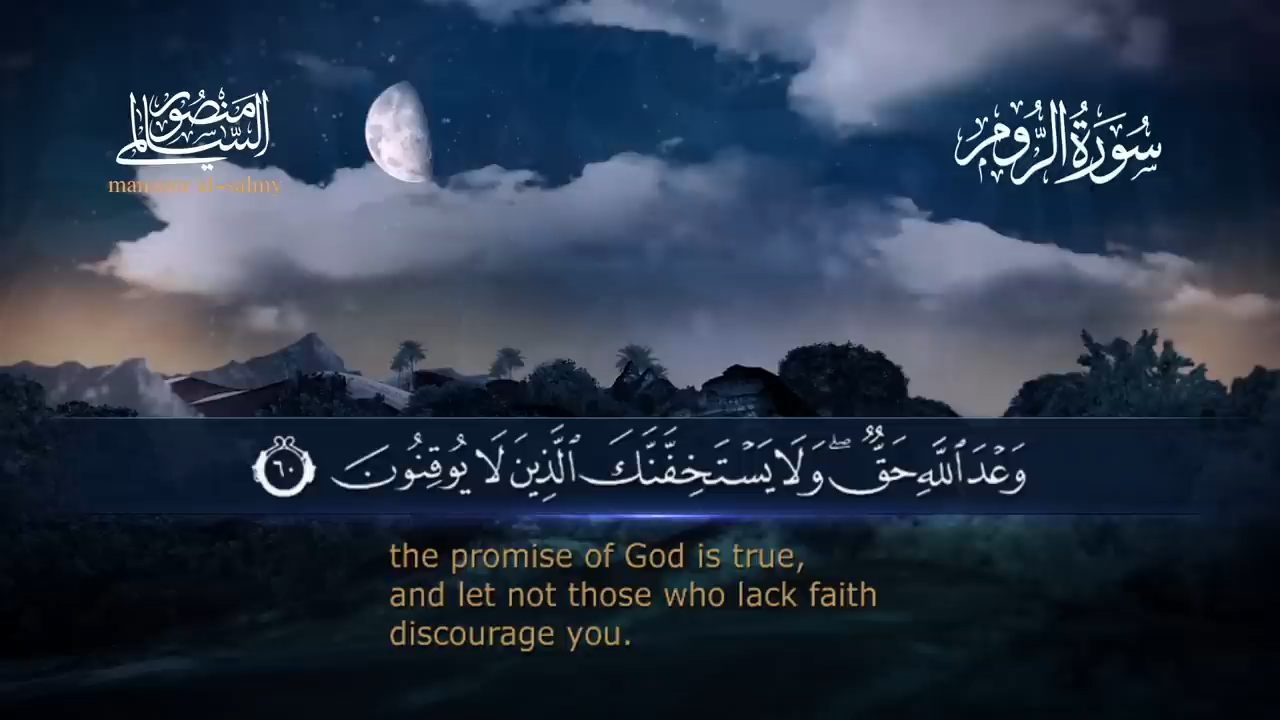 منصور السالمي
mansour al-salmy
سُورَةُ الرُّومِ
وَعْدَ ٱللَّهِ حَقٌّ ۖ وَلَا يَسْتَخِفَّنَّكَ ٱلَّذِينَ لَا يُوقِنُونَ ٦٠
the promise of God is true,
and let not those who lack faith
discourage you.